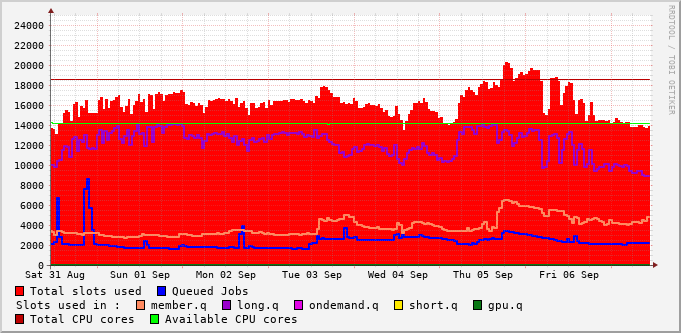 RRDTOOL / TOBI OETIKER
24000
22000
20000
18000
16000
14000
12000
10000
8000
6000
4000
2000
0
Sat 31 Aug Sun 01 Sep Mon 02 Sep Tue 03 Sep Wed 04 Sep Thu 05 Sep Fri 06 Sep
Total slots used Queued Jobs
Slots used in : member.q long.q ondemand.q short.q gpu.q
Total CPU cores Available CPU cores